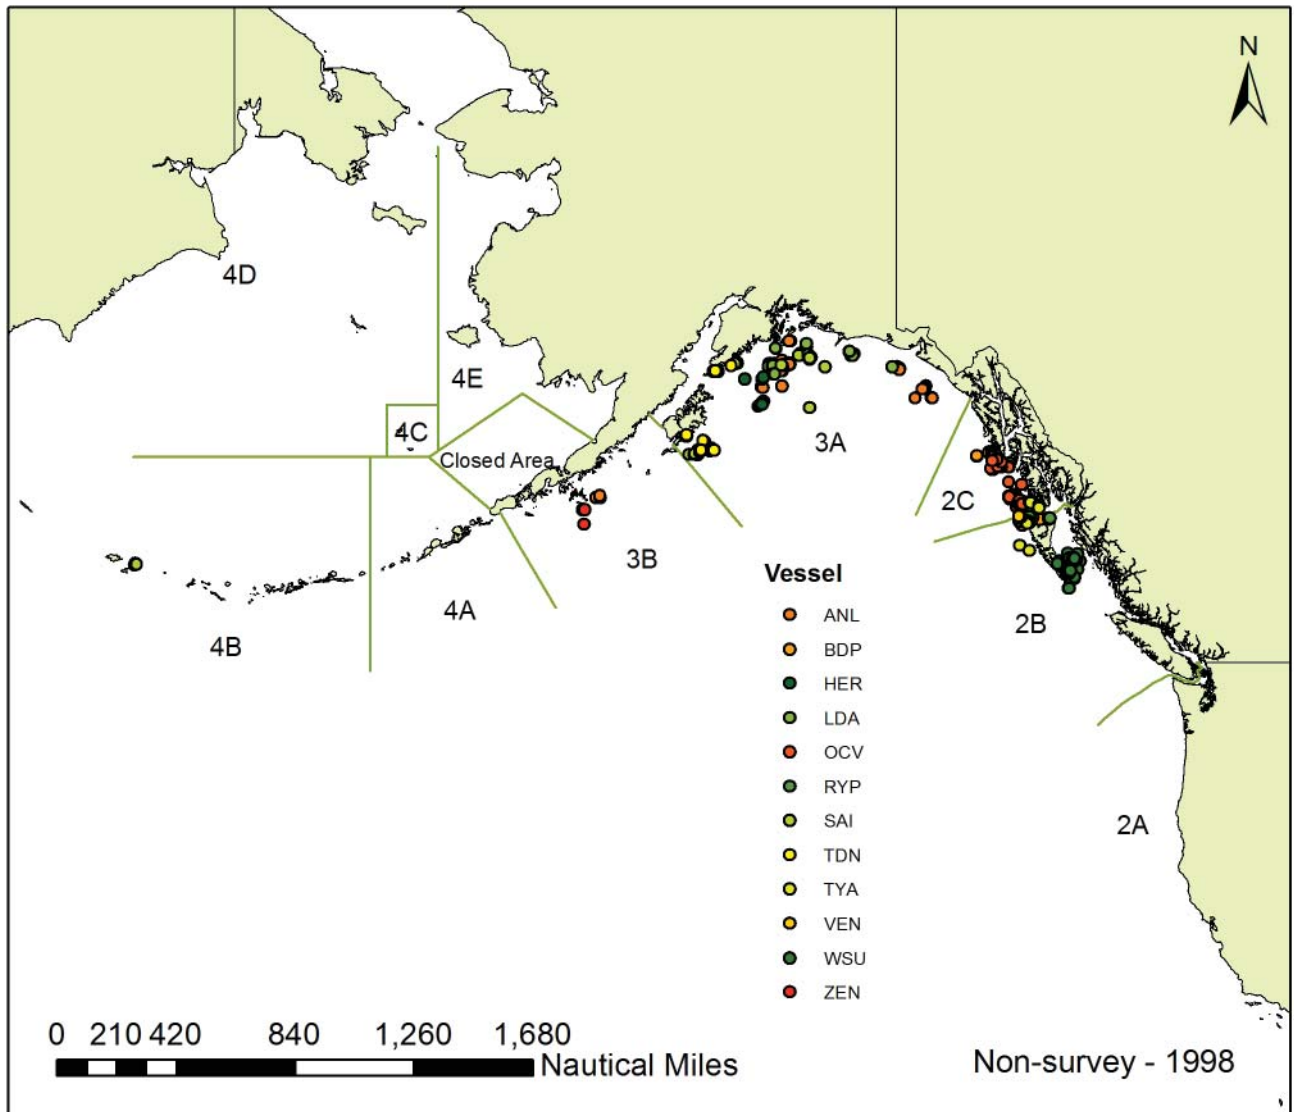 N
4D
4E
4C
Closed Area
3A
2C
3B
4A
4B
2B
2A
Vessel
ANL
BDP
HER
LDA
OCV
RYP
SAI
TDN
TYA
VEN
WSU
ZEN
0 210 420 840 1,260 1,680
Nautical Miles
Non-survey - 1998